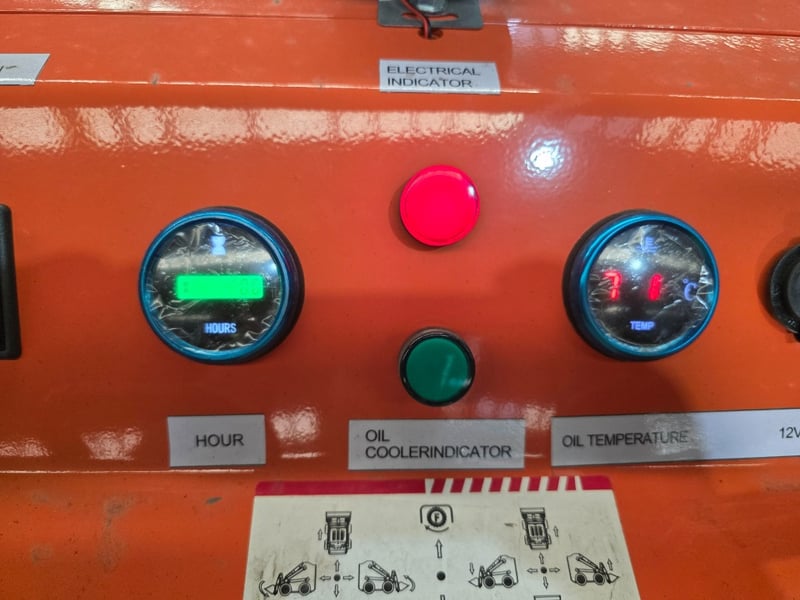 ELECTRICAL
INDICATOR
HOURS
71 °C
TEMP
HOUR
OIL
COOLERINDICATOR
OIL TEMPERATURE
12V
F